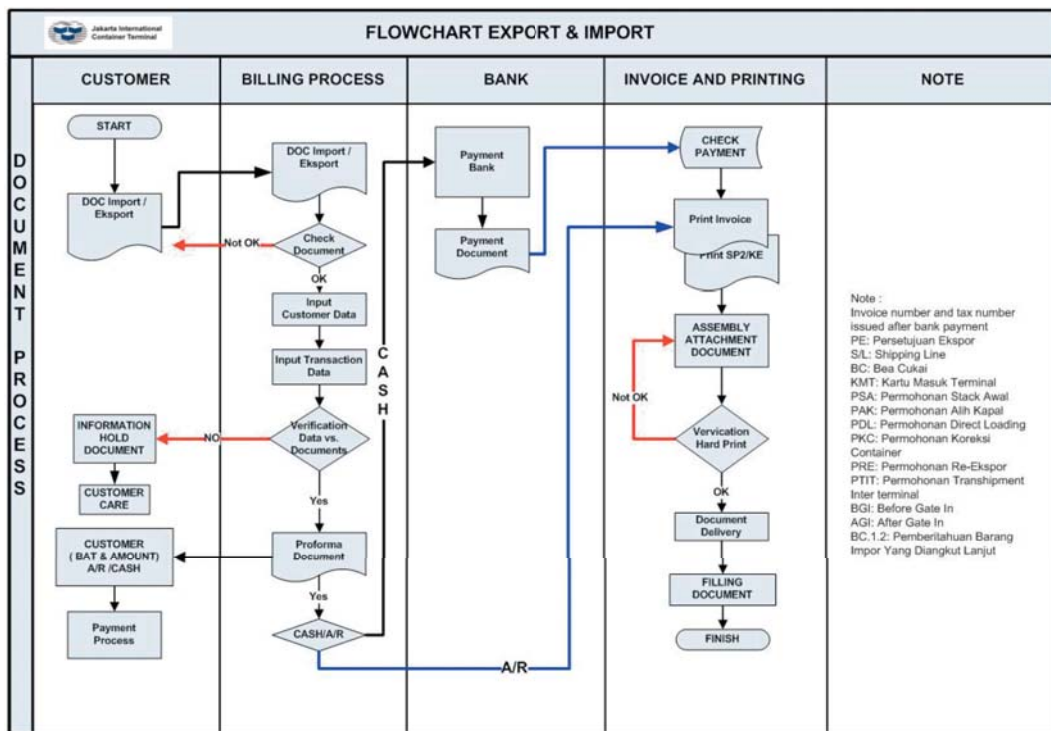 Jakarta International
Container Terminal
FLOWCHART EXPORT & IMPORT
CUSTOMER
BILLING PROCESS
BANK
INVOICE AND PRINTING
NOTE
DOCUMENT PROCESS
START
DOC Import /
Eksport
INFORMATION
HOLD
DOCUMENT
CUSTOMER
CARE
CUSTOMER
( BAT & AMOUNT)
A/R /CASH
Payment
Process
DOC Import /
Eksport
Not OK
Check
Document
OK
Input
Customer Data
Input Transaction
Data
NO
Verification
Data vs.
Documents
Yes
Proforma
Document
Yes
CASH/A/R
CASH
A/R
Payment
Bank
Payment
Document
CHECK
PAYMENT
Print Invoice
Print SP2/KE
ASSEMBLY
ATTACHMENT
DOCUMENT
Not OK
Vervication
Hard Print
OK
Document
Delivery
FILLING
DOCUMENT
FINISH
Note :
Invoice number and tax number
issued after bank payment
PE: Persetujuan Ekspor
S/L: Shipping Line
BC: Bea Cukai
KMT: Kartu Masuk Terminal
PSA: Permohonan Stack Awal
PAK: Permohonan Alih Kapal
PDL: Permohonan Direct Loading
PKC: Permohonan Koreksi
Container
PRE: Permohonan Re-Ekspor
PTIT: Permohonan Transhipment
Inter terminal
BGI: Before Gate In
AGI: After Gate In
BC.1.2: Pemberitahuan Barang
Impor Yang Diangkut Lanjut